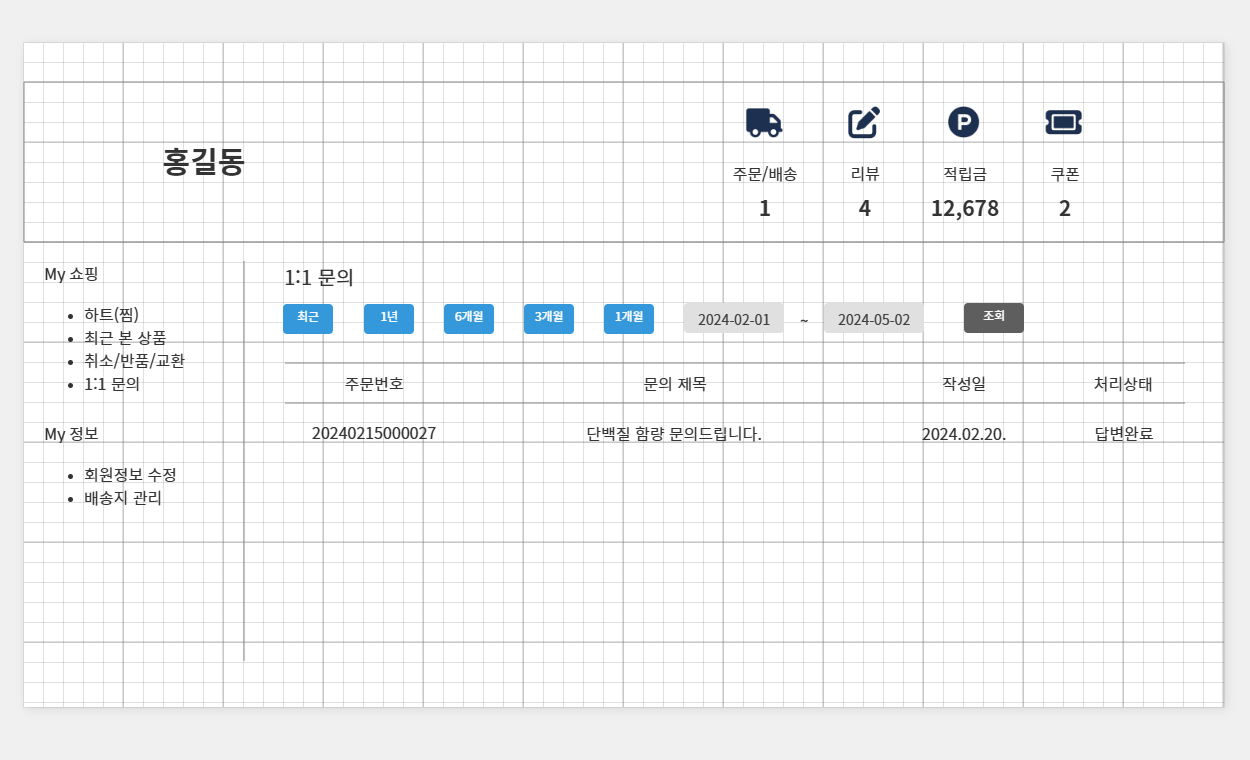 홍길동
주문/배송 리뷰 적립금 쿠폰
1 4 12,678 2
My 쇼핑
하트(찜)
최근 본 상품
취소/반품/교환
1:1 문의
My 정보
회원정보 수정
배송지 관리
1:1 문의
최근 1년 6개월 3개월 1개월 2024-02-01 ~ 2024-05-02 조회
주문번호 문의 제목 작성일 처리상태
20240215000027 단백질 함량 문의드립니다. 2024.02.20. 답변완료